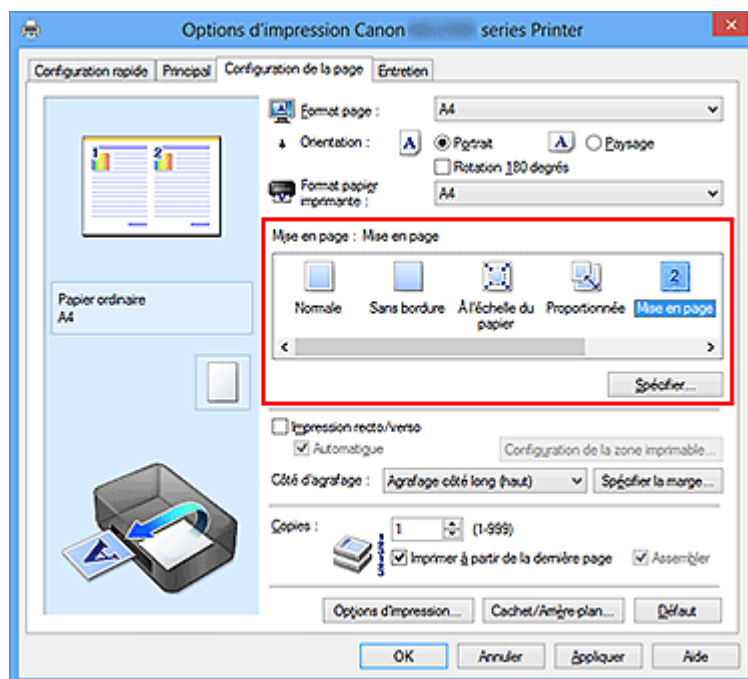 Options d'impression Canon series Printer
Configuration rapide Principal Configuration de la page Entretien
Format page : A4
Orientation : A Portrait A Paysage
Rotation 180 degrés
Format papier imprimante : A4
1 2
Mise en page : Mise en page
2
Normale Sans bordure À l'échelle du papier Proportionnée Mise en page
Spécifier...
Papier ordinaire
A4
Impression recto/verso
Automatique Configuration de la zone imprimable...
Côté d'agrafage : Agrafage côté long (haut) Spécifier la marge...
Copies : 1 (1-999)
Imprimer à partir de la dernière page Assembler
A
Options d'impression... Cachet/Arrière-plan... Défaut
OK Annuler Appliquer Aide